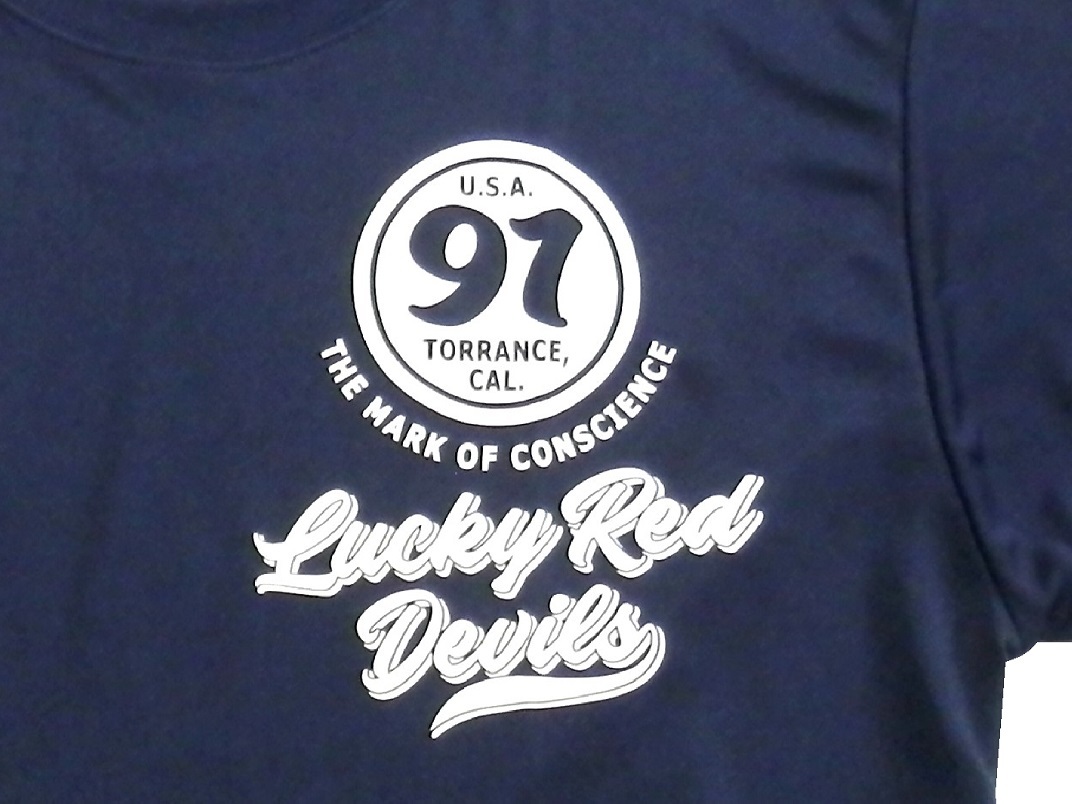 U.S.A.
91
TORRANCE,
CAL.
THE MARK OF CONSCIENCE
Lucky Red
Devils